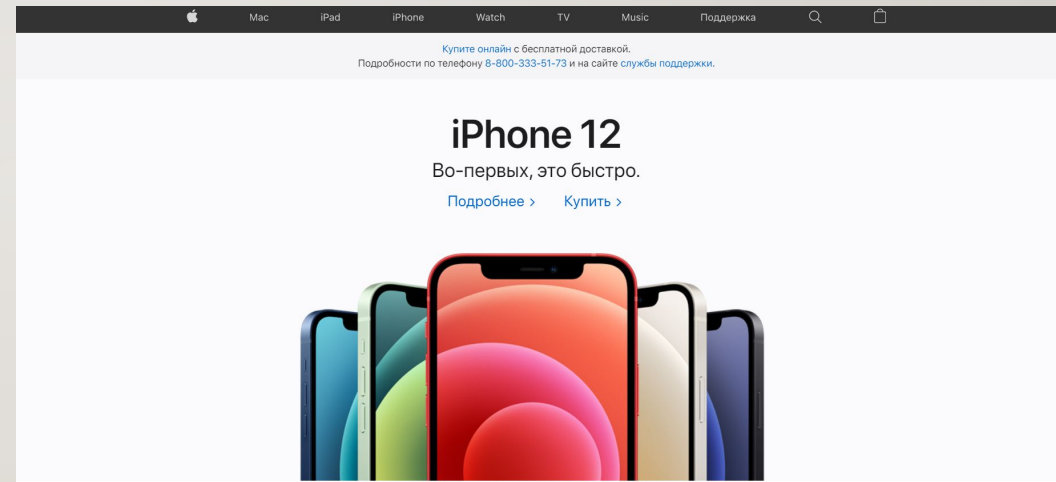 Mac iPad iPhone Watch TV Music Поддержка
Купите онлайн с бесплатной доставкой.
Подробности по телефону 8-800-333-51-73 и на сайте службы поддержки.
iPhone 12
Во-первых, это быстро.
Подробнее > Купить >